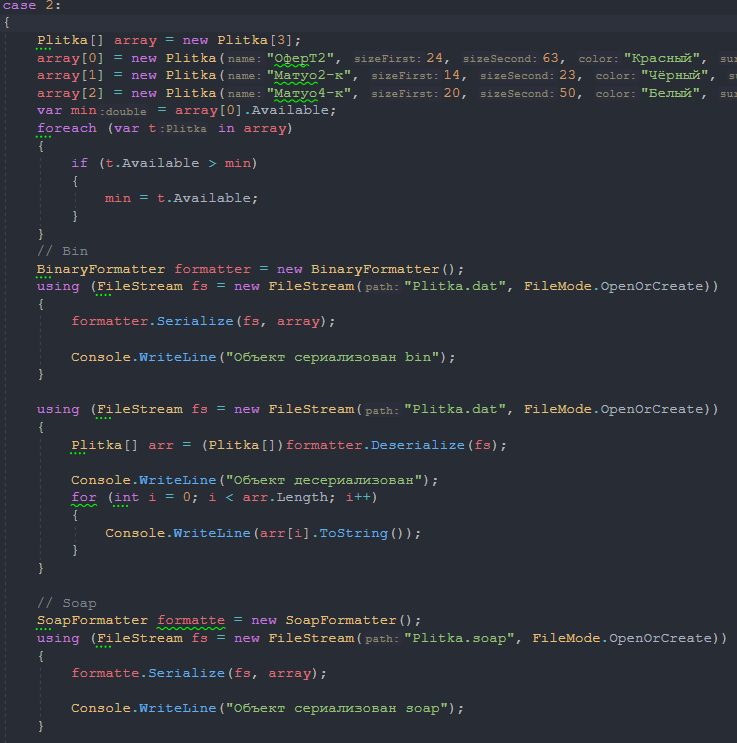 case 2:
{
Plitka[] array = new Plitka[3];
array[0] = new Plitka( name: "ОферТ2", sizeFirst: 24, sizeSecond: 63, color: "Красный",
array[1] = new Plitka( name: "Матуо2-к", sizeFirst: 14, sizeSecond: 23, color: "Чёрный",
array[2] = new Plitka( name: "Матуо4-к", sizeFirst: 20, sizeSecond: 50, color: "Белый",
var min :double = array[0].Available;
foreach (var t :Plitka in array)
{
if (t.Available > min)
{
min = t.Available;
}
}
// Bin
BinaryFormatter formatter = new BinaryFormatter();
using (FileStream fs = new FileStream( path: "Plitka.dat", FileMode.OpenOrCreate))
{
formatter.Serialize(fs, array);
Console.WriteLine("Объект сериализован bin");
}
using (FileStream fs = new FileStream( path: "Plitka.dat", FileMode.OpenOrCreate))
{
Plitka[] arr = (Plitka[])formatter.Deserialize(fs);
Console.WriteLine("Объект десериализован");
for (int i = 0; i < arr.Length; i++)
{
Console.WriteLine(arr[i].ToString());
}
}
// Soap
SoapFormatter formatte = new SoapFormatter();
using (FileStream fs = new FileStream( path: "Plitka.soap", FileMode.OpenOrCreate))
{
formatte.Serialize(fs, array);
Console.WriteLine("Объект сериализован soap");
}